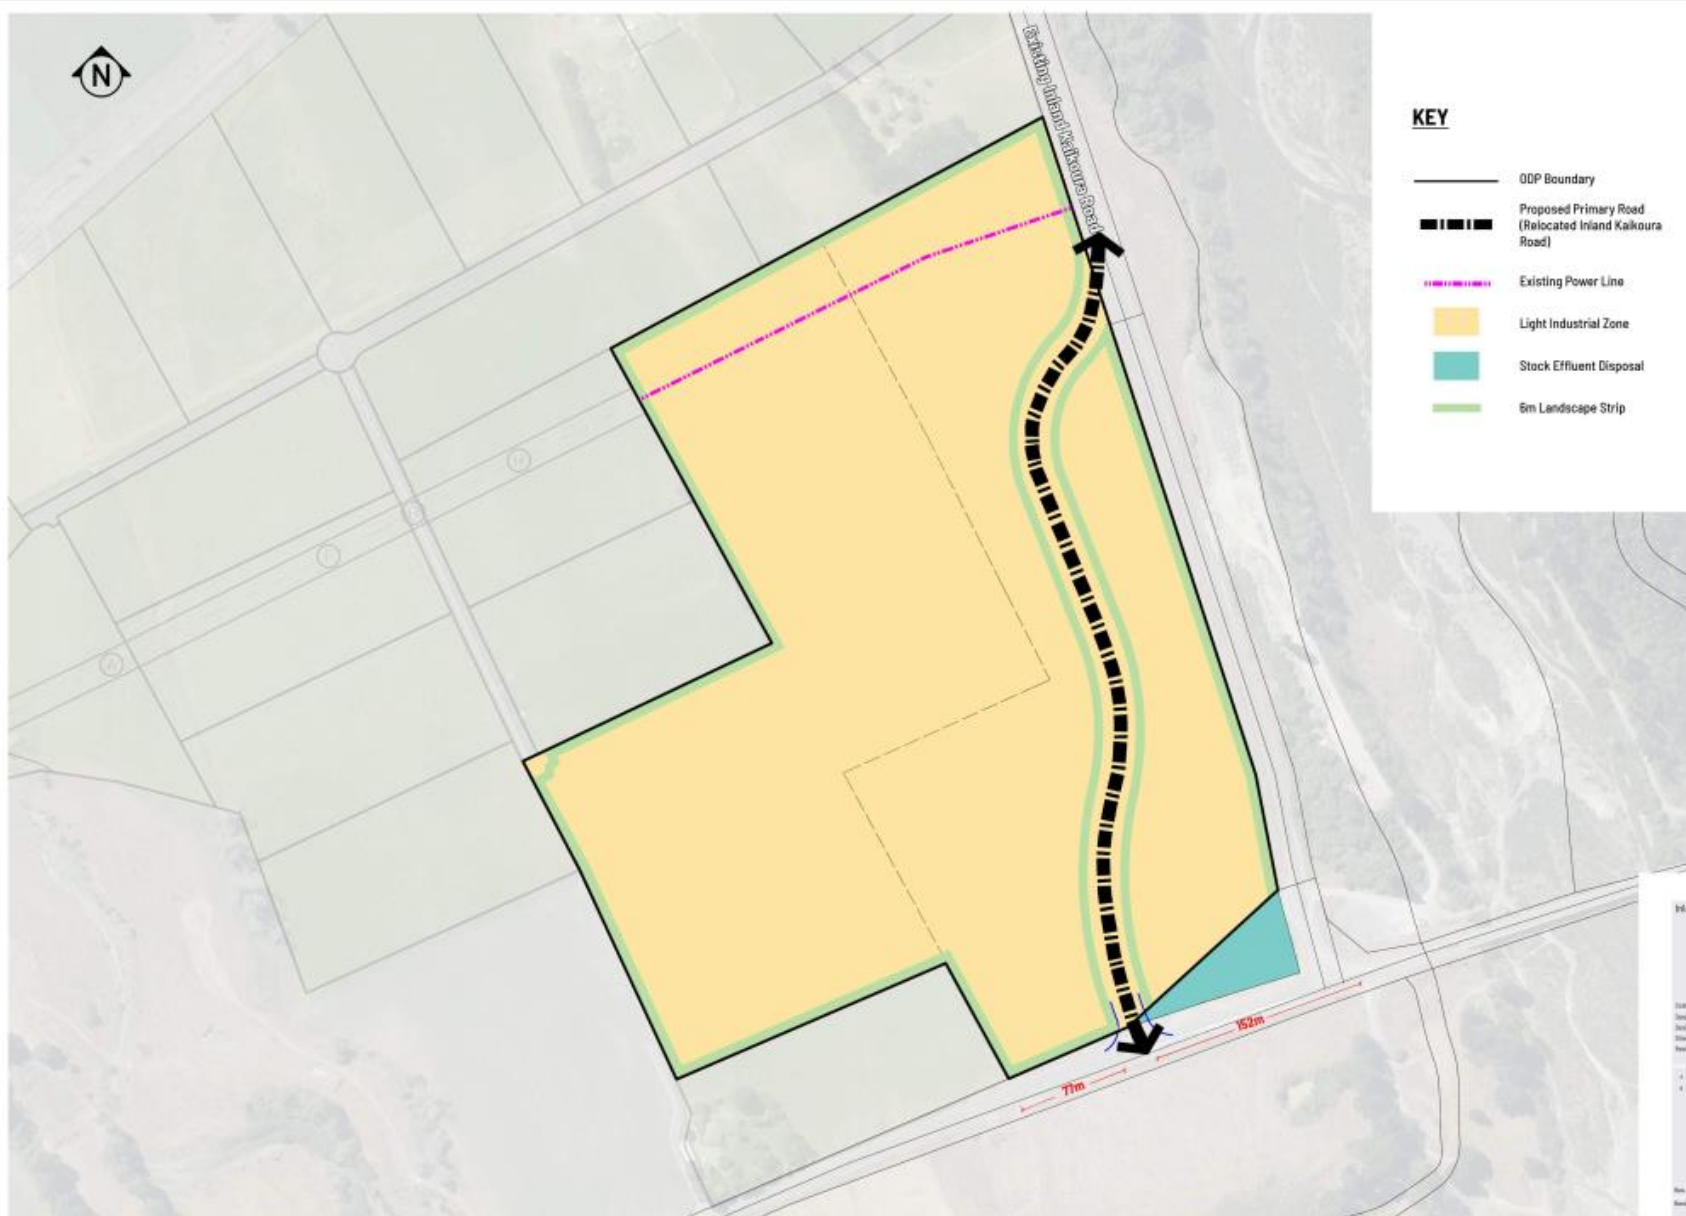 N
Existing Inland Kaikoura Road
KEY
ODP Boundary
Proposed Primary Road
(Relocated Inland Kaikoura
Road)
Existing Power Line
Light Industrial Zone
Stock Effluent Disposal
6m Landscape Strip
A
152m
77m